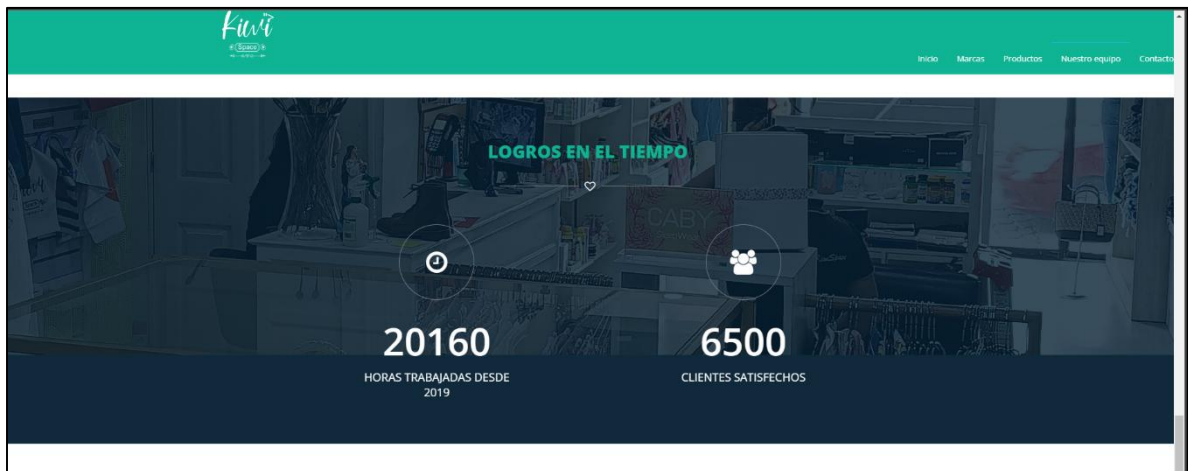 Kiwi
Space
Inicio Marcas Productos Nuestro equipo Contacto
LOGROS EN EL TIEMPO
CABY
20160
6500
HORAS TRABAJADAS DESDE
2019
CLIENTES SATISFECHOS